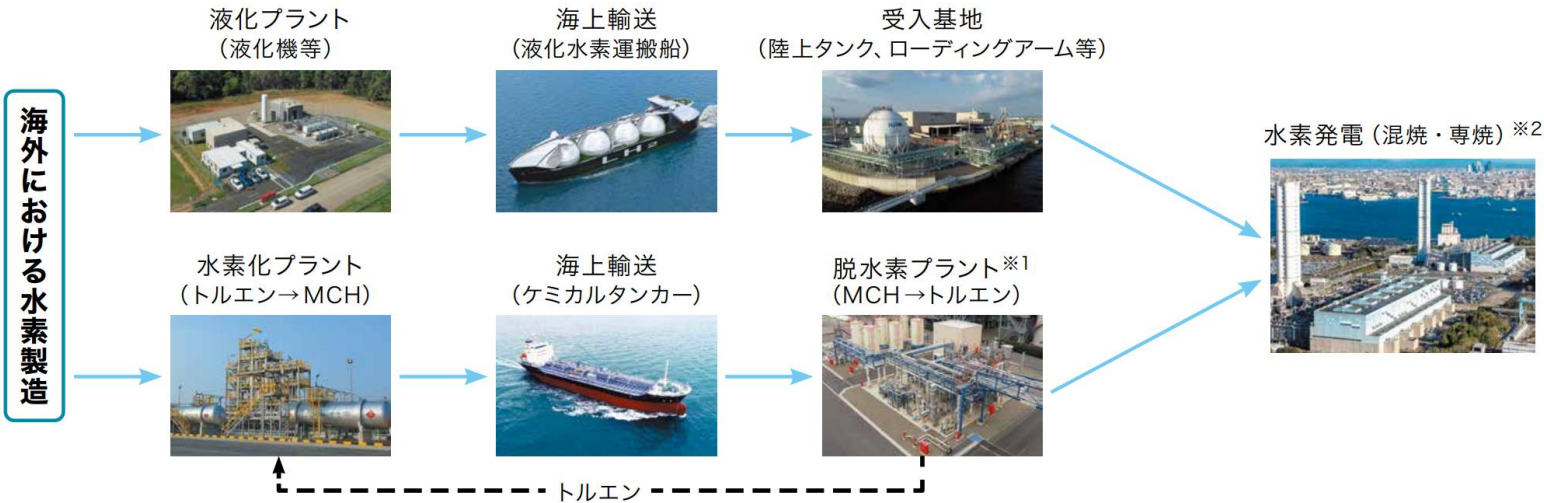 海外における水素製造
液化プラント
（液化機等）
海上輸送
（液化水素運搬船）
受入基地
（陸上タンク、ローディングアーム等）
LH2
水素化プラント
（トルエン→MCH）
海上輸送
（ケミカルタンカー）
脱水素プラント※1
（MCH→トルエン）
水素発電（混焼・専焼）※2
トルエン